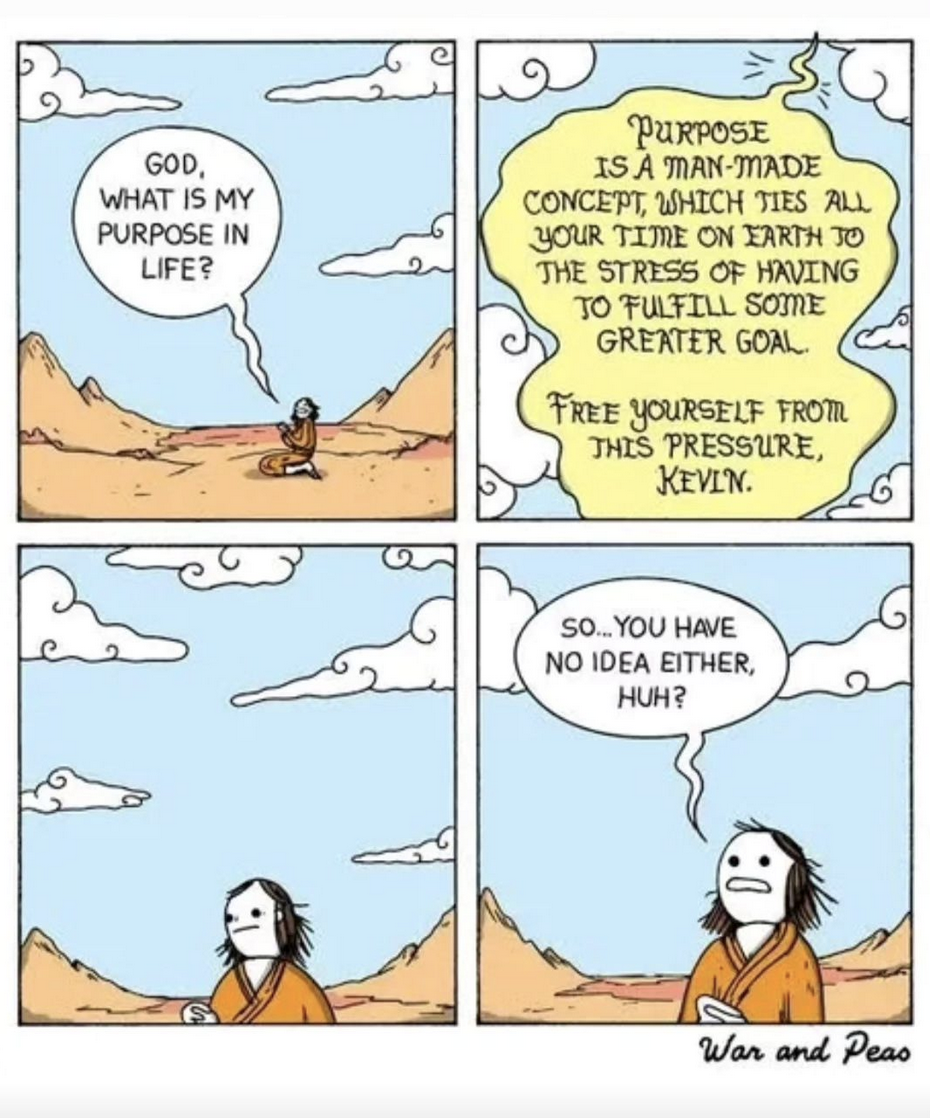 GOD,
WHAT IS MY
PURPOSE IN
LIFE?
PURPOSE
IS A MAN-MADE
CONCEPT, WHICH TIES ALL
YOUR TIME ON EARTH TO
THE STRESS OF HAVING
TO FULFILL SOME
GREATER GOAL.
FREE YOURSELF FROM
THIS PRESSURE,
KEVIN.
SO...YOU HAVE
NO IDEA EITHER,
HUH?
War and Peas